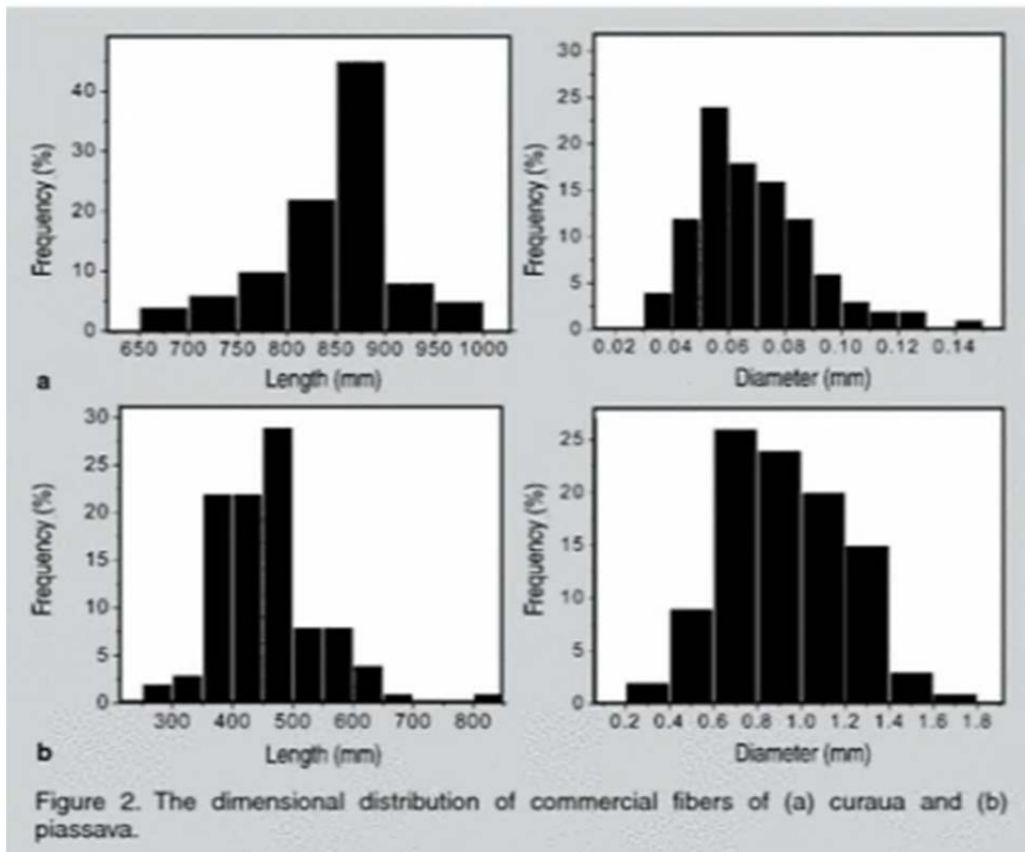 40
30
20
10
0
Frequency (%)
650 700 750 800 850 900 950 1000
Length (mm)
30
25
20
15
10
5
0
Frequency (%)
0.02 0.04 0.06 0.08 0.10 0.12 0.14
Diameter (mm)
a
30
25
20
15
10
5
0
Frequency (%)
300 400 500 600 700 800
Length (mm)
25
20
15
10
5
0
Frequency (%)
0.2 0.4 0.6 0.8 1.0 1.2 1.4 1.6 1.8
Diameter (mm)
b
Figure 2. The dimensional distribution of commercial fibers of (a) curaua and (b)
piassava.